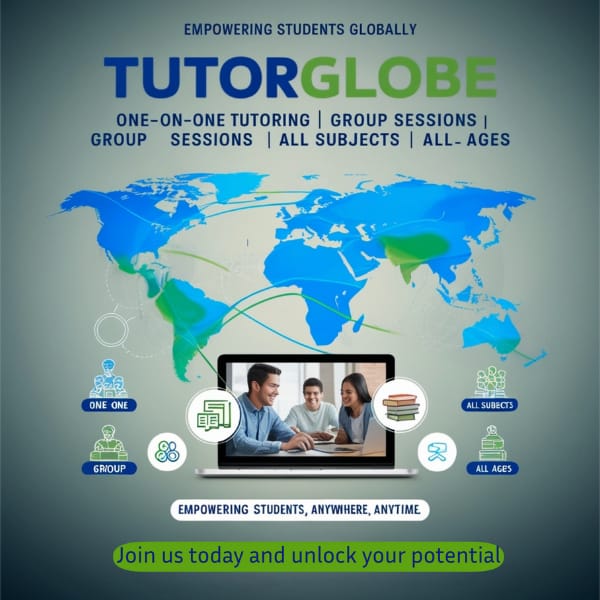 EMPOWERING STUDENTS GLOBALLY
TUTORGLOBE
ONE-ON-ONE TUTORING | GROUP SESSIONS |
GROUP SESSIONS | ALL SUBJECTS | ALL- AGES
ONE ONE
ALL SUBECTS
GROUP
ALL AGES
EMPOWERING STUDENTS, ANYWHERE, ANYTIME.
Join us today and unlock your potential